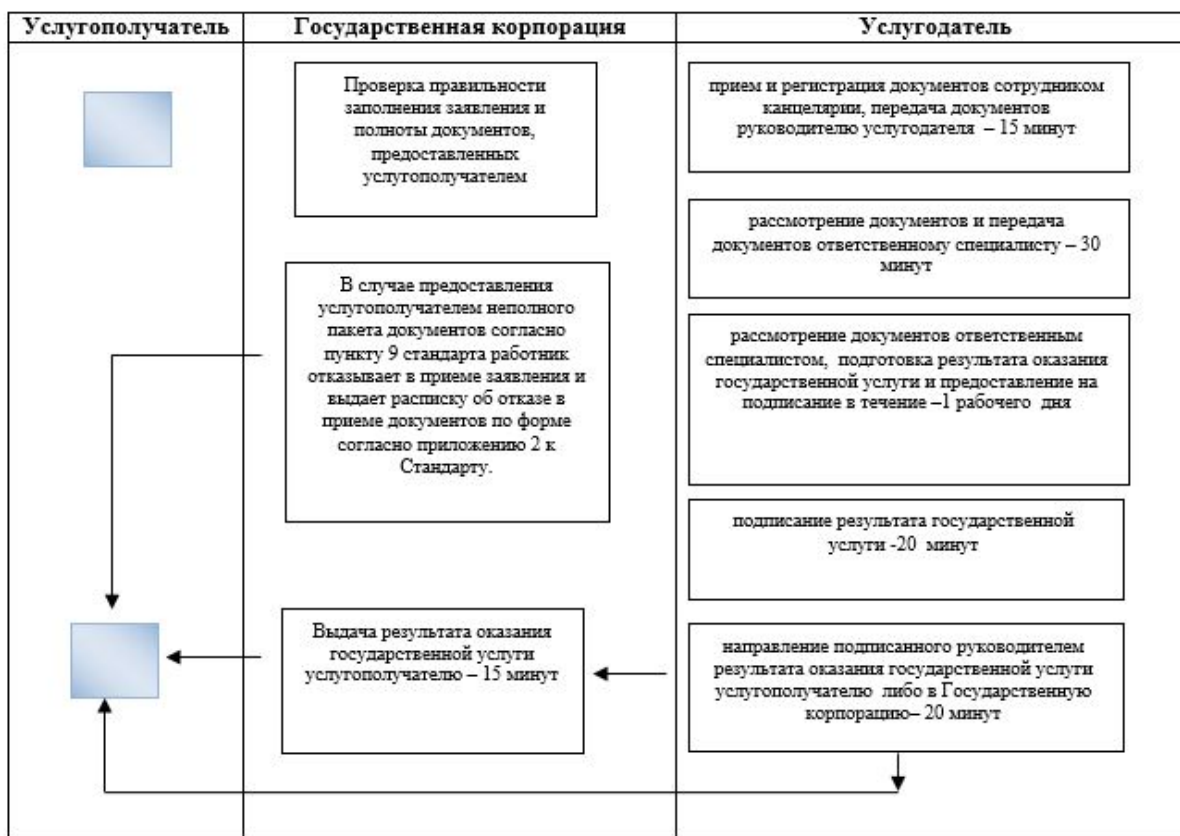 Услугополучатель
Государственная корпорация
Услугодатель
Проверка правильности
заполнения заявления и
полноты документов,
предоставленных
услугополучателем
В случае предоставления
услугополучателем неполного
пакета документов согласно
пункту 9 стандарта работник
отказывает в приеме заявления и
выдает расписку об отказе в
приеме документов по форме
согласно приложению 2 к
Стандарту.
Выдача результата оказания
государственной услуги
услугополучателю – 15 минут
прием и регистрация документов сотрудником
канцелярии, передача документов
руководителю услугодателя – 15 минут
рассмотрение документов и передача
документов ответственному специалисту – 30
минут
рассмотрение документов ответственным
специалистом, подготовка результата оказания
государственной услуги и предоставление на
подписание в течение –1 рабочего дня
подписание результата государственной
услуги -20 минут
направление подписанного руководителем
результата оказания государственной услуги
услугополучателю либо в Государственную
корпорацию– 20 минут